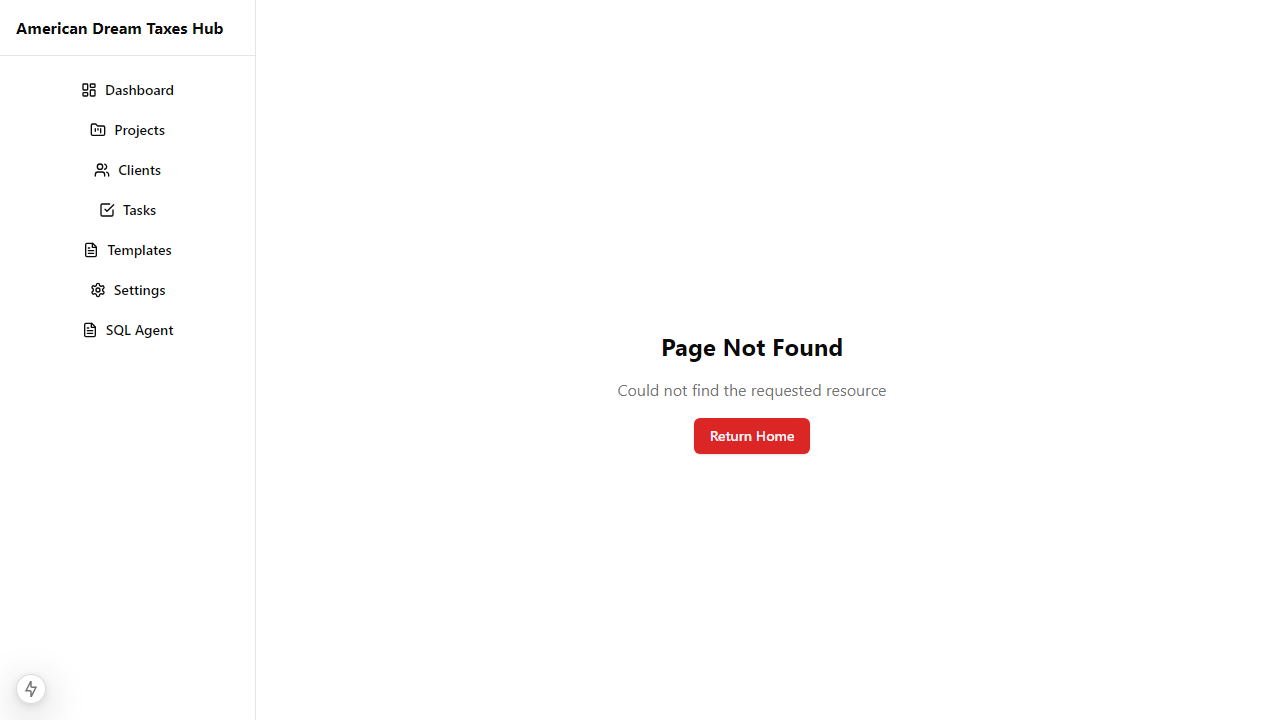 American Dream Taxes Hub
Dashboard
Projects
Clients
Tasks
Templates
Settings
SQL Agent
Page Not Found
Could not find the requested resource
Return Home